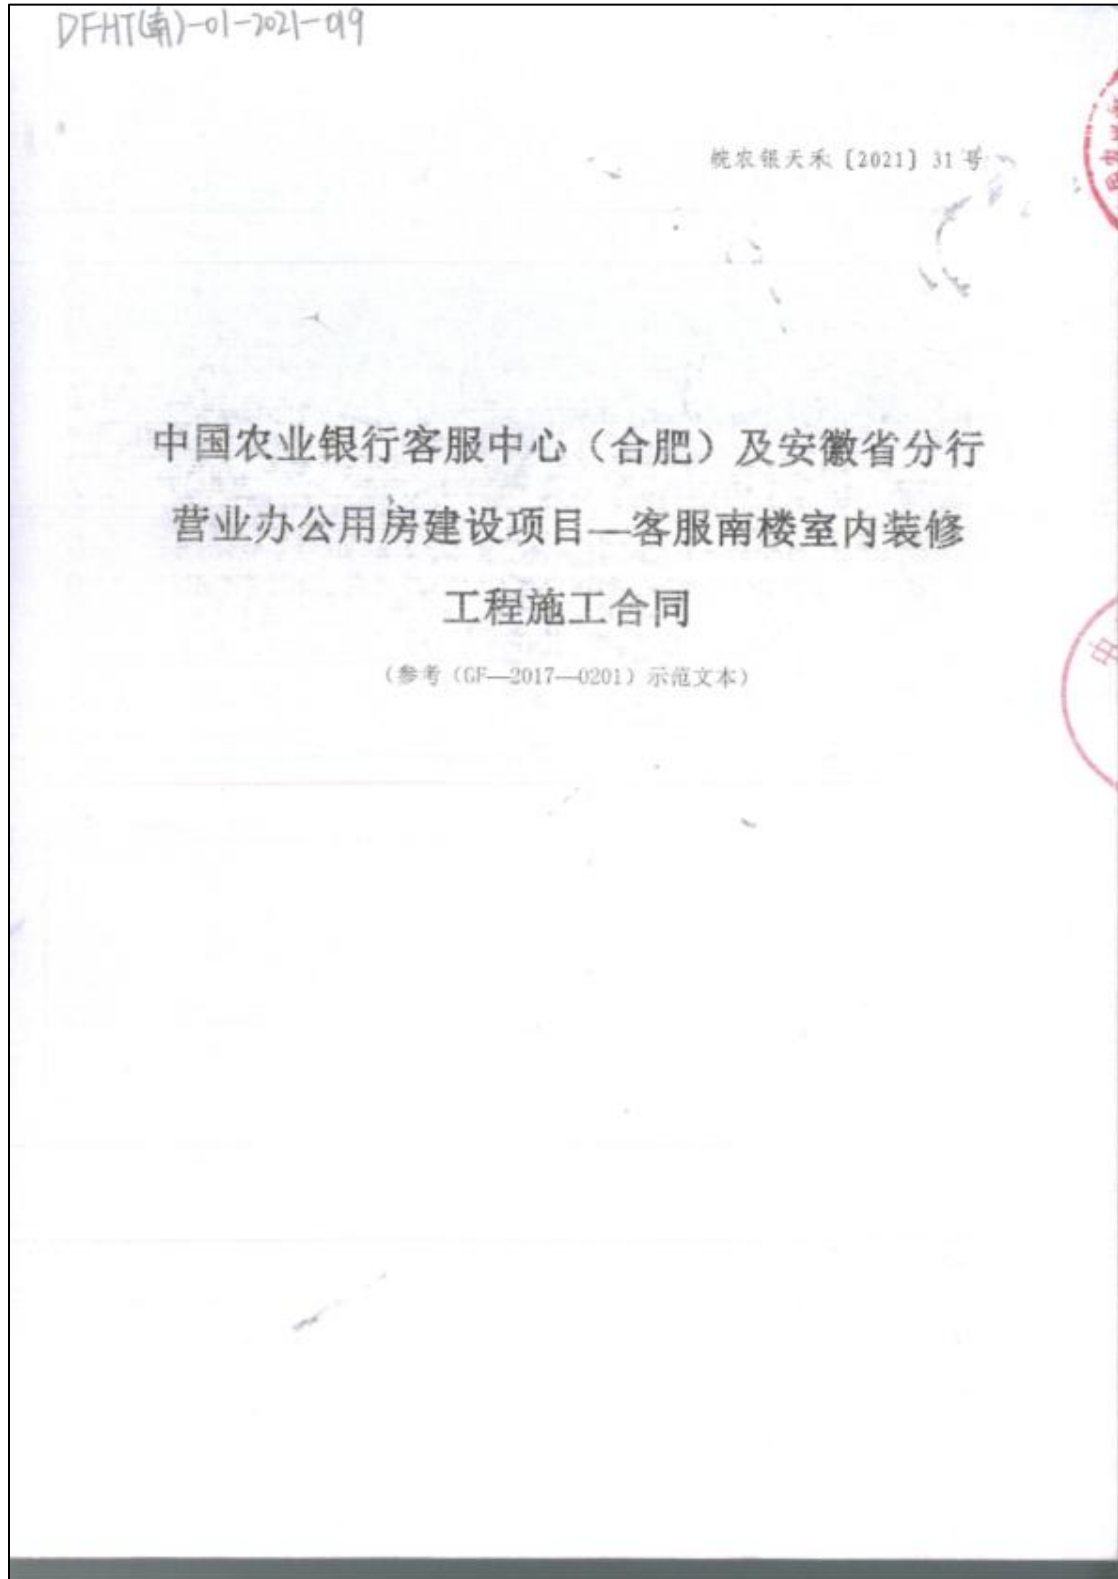 DFHT(南)-01-2021-019
皖农银天禾〔2021〕31号
中国农业银行客服中心（合肥）及安徽省分行
营业办公用房建设项目—客服南楼室内装修
工程施工合同
（参考（GF—2017—0201）示范文本）
中